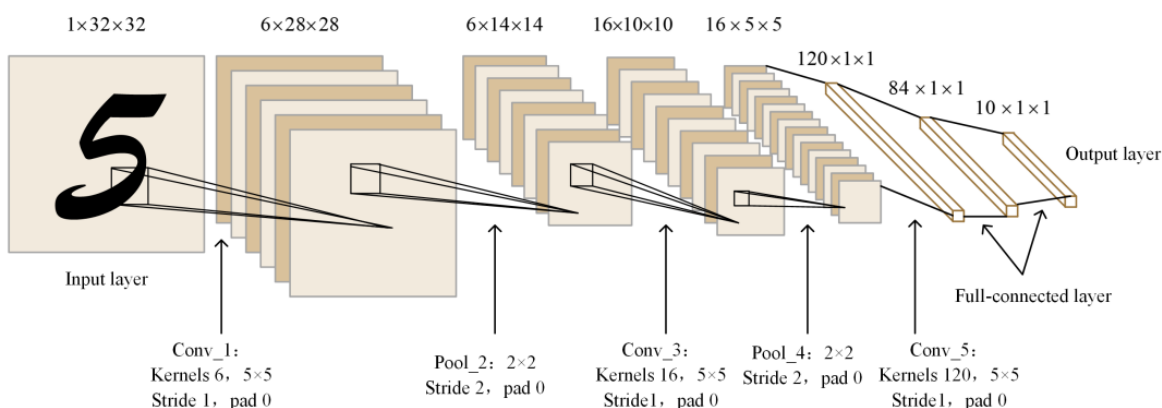 1×32×32
6×28×28
6×14×14
16×10×10
16×5×5
120×1×1
84×1×1
10×1×1
5
Output layer
Input layer
Full-connected layer
Conv_1:
Kernels 6, 5×5
Stride 1, pad 0
Pool_2: 2×2
Stride 2, pad 0
Conv_3:
Kernels 16, 5×5
Stride1, pad 0
Pool_4: 2×2
Stride 2, pad 0
Conv_5:
Kernels 120, 5×5
Stride1, pad 0